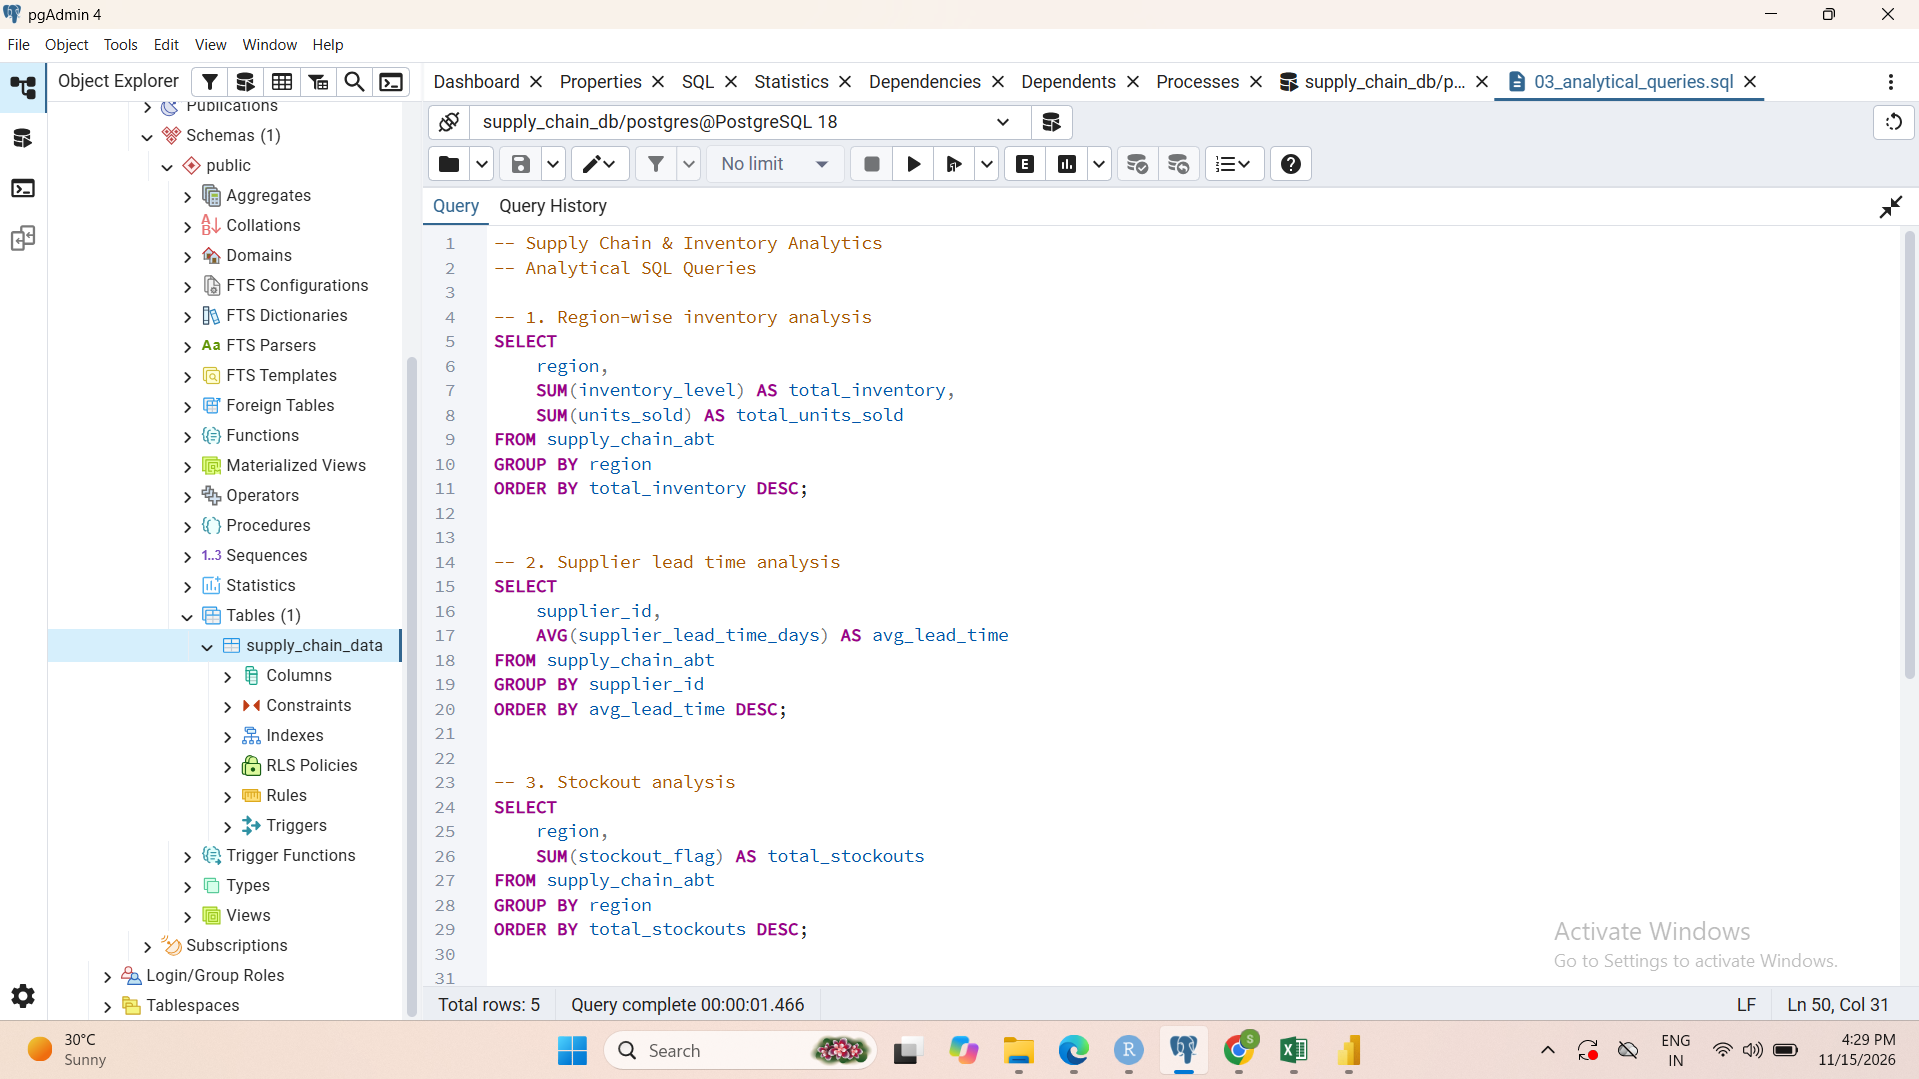 pgAdmin 4
File Object Tools Edit View Window Help
Object Explorer
Dashboard Properties SQL Statistics Dependencies Dependents Processes supply_chain_db/p... 03_analytical_queries.sql
Publications
Schemas (1)
public
Aggregates
Collations
Domains
FTS Configurations
FTS Dictionaries
Aa FTS Parsers
FTS Templates
Foreign Tables
Functions
Materialized Views
Operators
Procedures
1..3 Sequences
Statistics
Tables (1)
supply_chain_data
Columns
Constraints
Indexes
RLS Policies
Rules
Triggers
Trigger Functions
Types
Views
Subscriptions
Login/Group Roles
Tablespaces
supply_chain_db/postgres@PostgreSQL 18
No limit
E
Query Query History
1 -- Supply Chain & Inventory Analytics
2 -- Analytical SQL Queries
3
4 -- 1. Region-wise inventory analysis
5 SELECT
6 region,
7 SUM(inventory_level) AS total_inventory,
8 SUM(units_sold) AS total_units_sold
9 FROM supply_chain_abt
10 GROUP BY region
11 ORDER BY total_inventory DESC;
12
13
14 -- 2. Supplier lead time analysis
15 SELECT
16 supplier_id,
17 AVG(supplier_lead_time_days) AS avg_lead_time
18 FROM supply_chain_abt
19 GROUP BY supplier_id
20 ORDER BY avg_lead_time DESC;
21
22
23 -- 3. Stockout analysis
24 SELECT
25 region,
26 SUM(stockout_flag) AS total_stockouts
27 FROM supply_chain_abt
28 GROUP BY region
29 ORDER BY total_stockouts DESC;
30
31
Activate Windows
Go to Settings to activate Windows.
Total rows: 5 Query complete 00:00:01.466 LF Ln 50, Col 31
30°C
Sunny
Search
R
S
ENG
IN
4:29 PM
11/15/2026